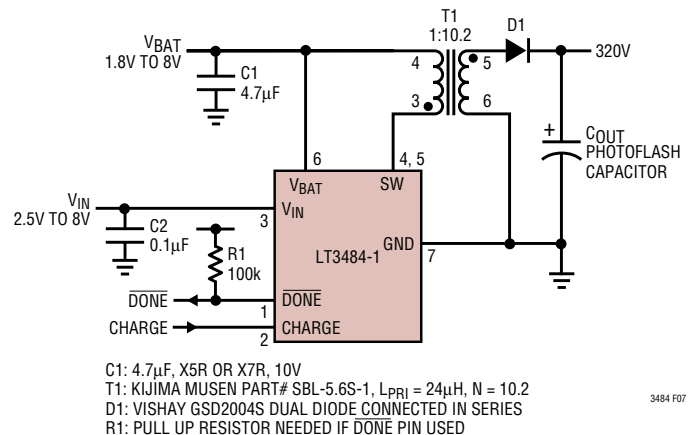 T1
1:10.2
D1
VBAT
1.8V TO 8V
4
5
320V
C1
4.7µF
3
6
+
COUT
PHOTOFLASH
CAPACITOR
6
4, 5
VBAT
SW
VIN
2.5V TO 8V
3
VIN
C2
0.1µF
R1
100k
GND
7
LT3484-1
DONE
DONE
1
CHARGE
CHARGE
2
C1: 4.7µF, X5R OR X7R, 10V
T1: KIJIMA MUSEN PART# SBL-5.6S-1, LPRI = 24µH, N = 10.2
D1: VISHAY GSD2004S DUAL DIODE CONNECTED IN SERIES
R1: PULL UP RESISTOR NEEDED IF DONE PIN USED
3484 F07